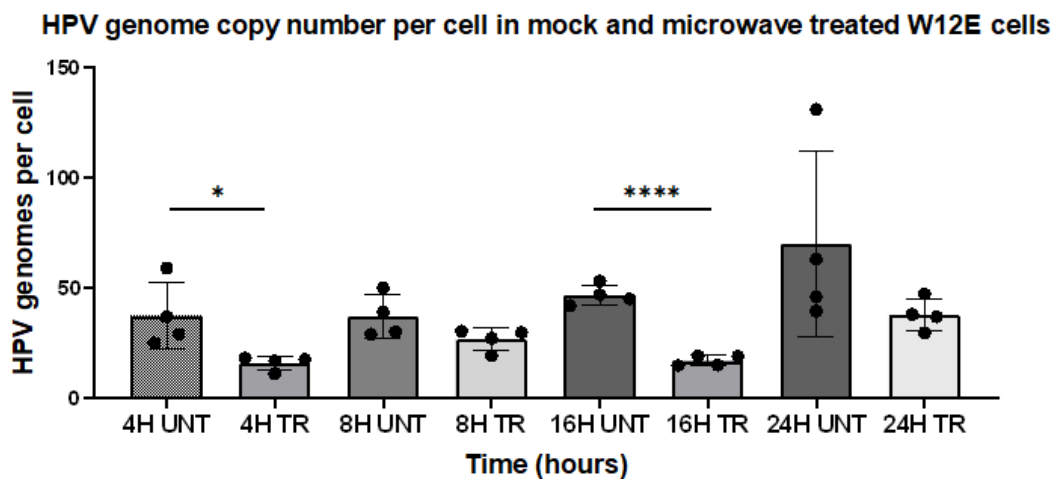 HPV genome copy number per cell in mock and microwave treated W12E cells
HPV genomes per cell
150
100
50
0
*
****
4H UNT 4H TR 8H UNT 8H TR 16H UNT 16H TR 24H UNT 24H TR
Time (hours)